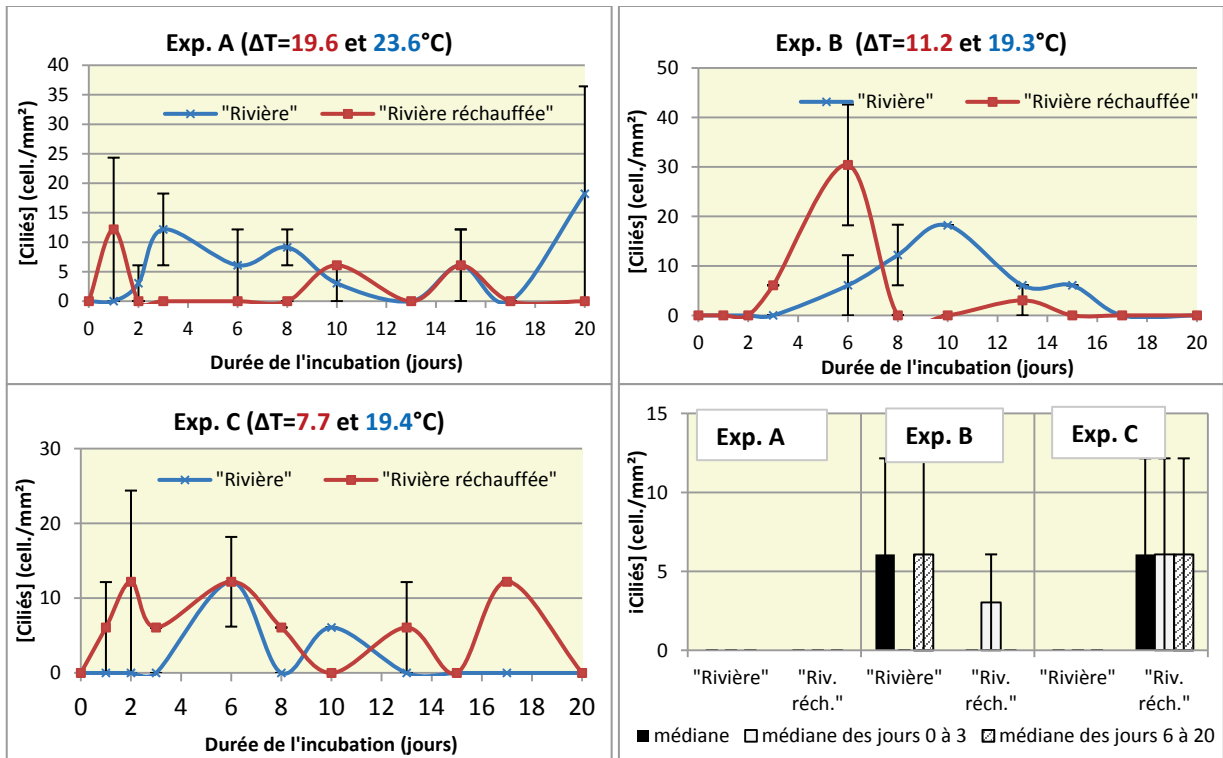 Exp. A (ΔT=19.6 et 23.6°C)
[Ciliés] (cell./mm²)
40
35
30
25
20
15
10
5
0
"Rivière" "Rivière réchauffée"
0 2 4 6 8 10 12 14 16 18 20
Durée de l'incubation (jours)
Exp. B (ΔT=11.2 et 19.3°C)
[Ciliés] (cell./mm²)
50
40
30
20
10
0
"Rivière" "Rivière réchauffée"
0 2 4 6 8 10 12 14 16 18 20
Durée de l'incubation (jours)
Exp. C (ΔT=7.7 et 19.4°C)
[Ciliés] (cell./mm²)
30
20
10
0
"Rivière" "Rivière réchauffée"
0 2 4 6 8 10 12 14 16 18 20
Durée de l'incubation (jours)
iCiliés] (cell./mm²)
15
10
5
0
Exp. A Exp. B Exp. C
"Rivière" "Riv. "Rivière" "Riv. "Rivière" "Riv.
réch." réch." réch."
médiane médiane des jours 0 à 3 médiane des jours 6 à 20